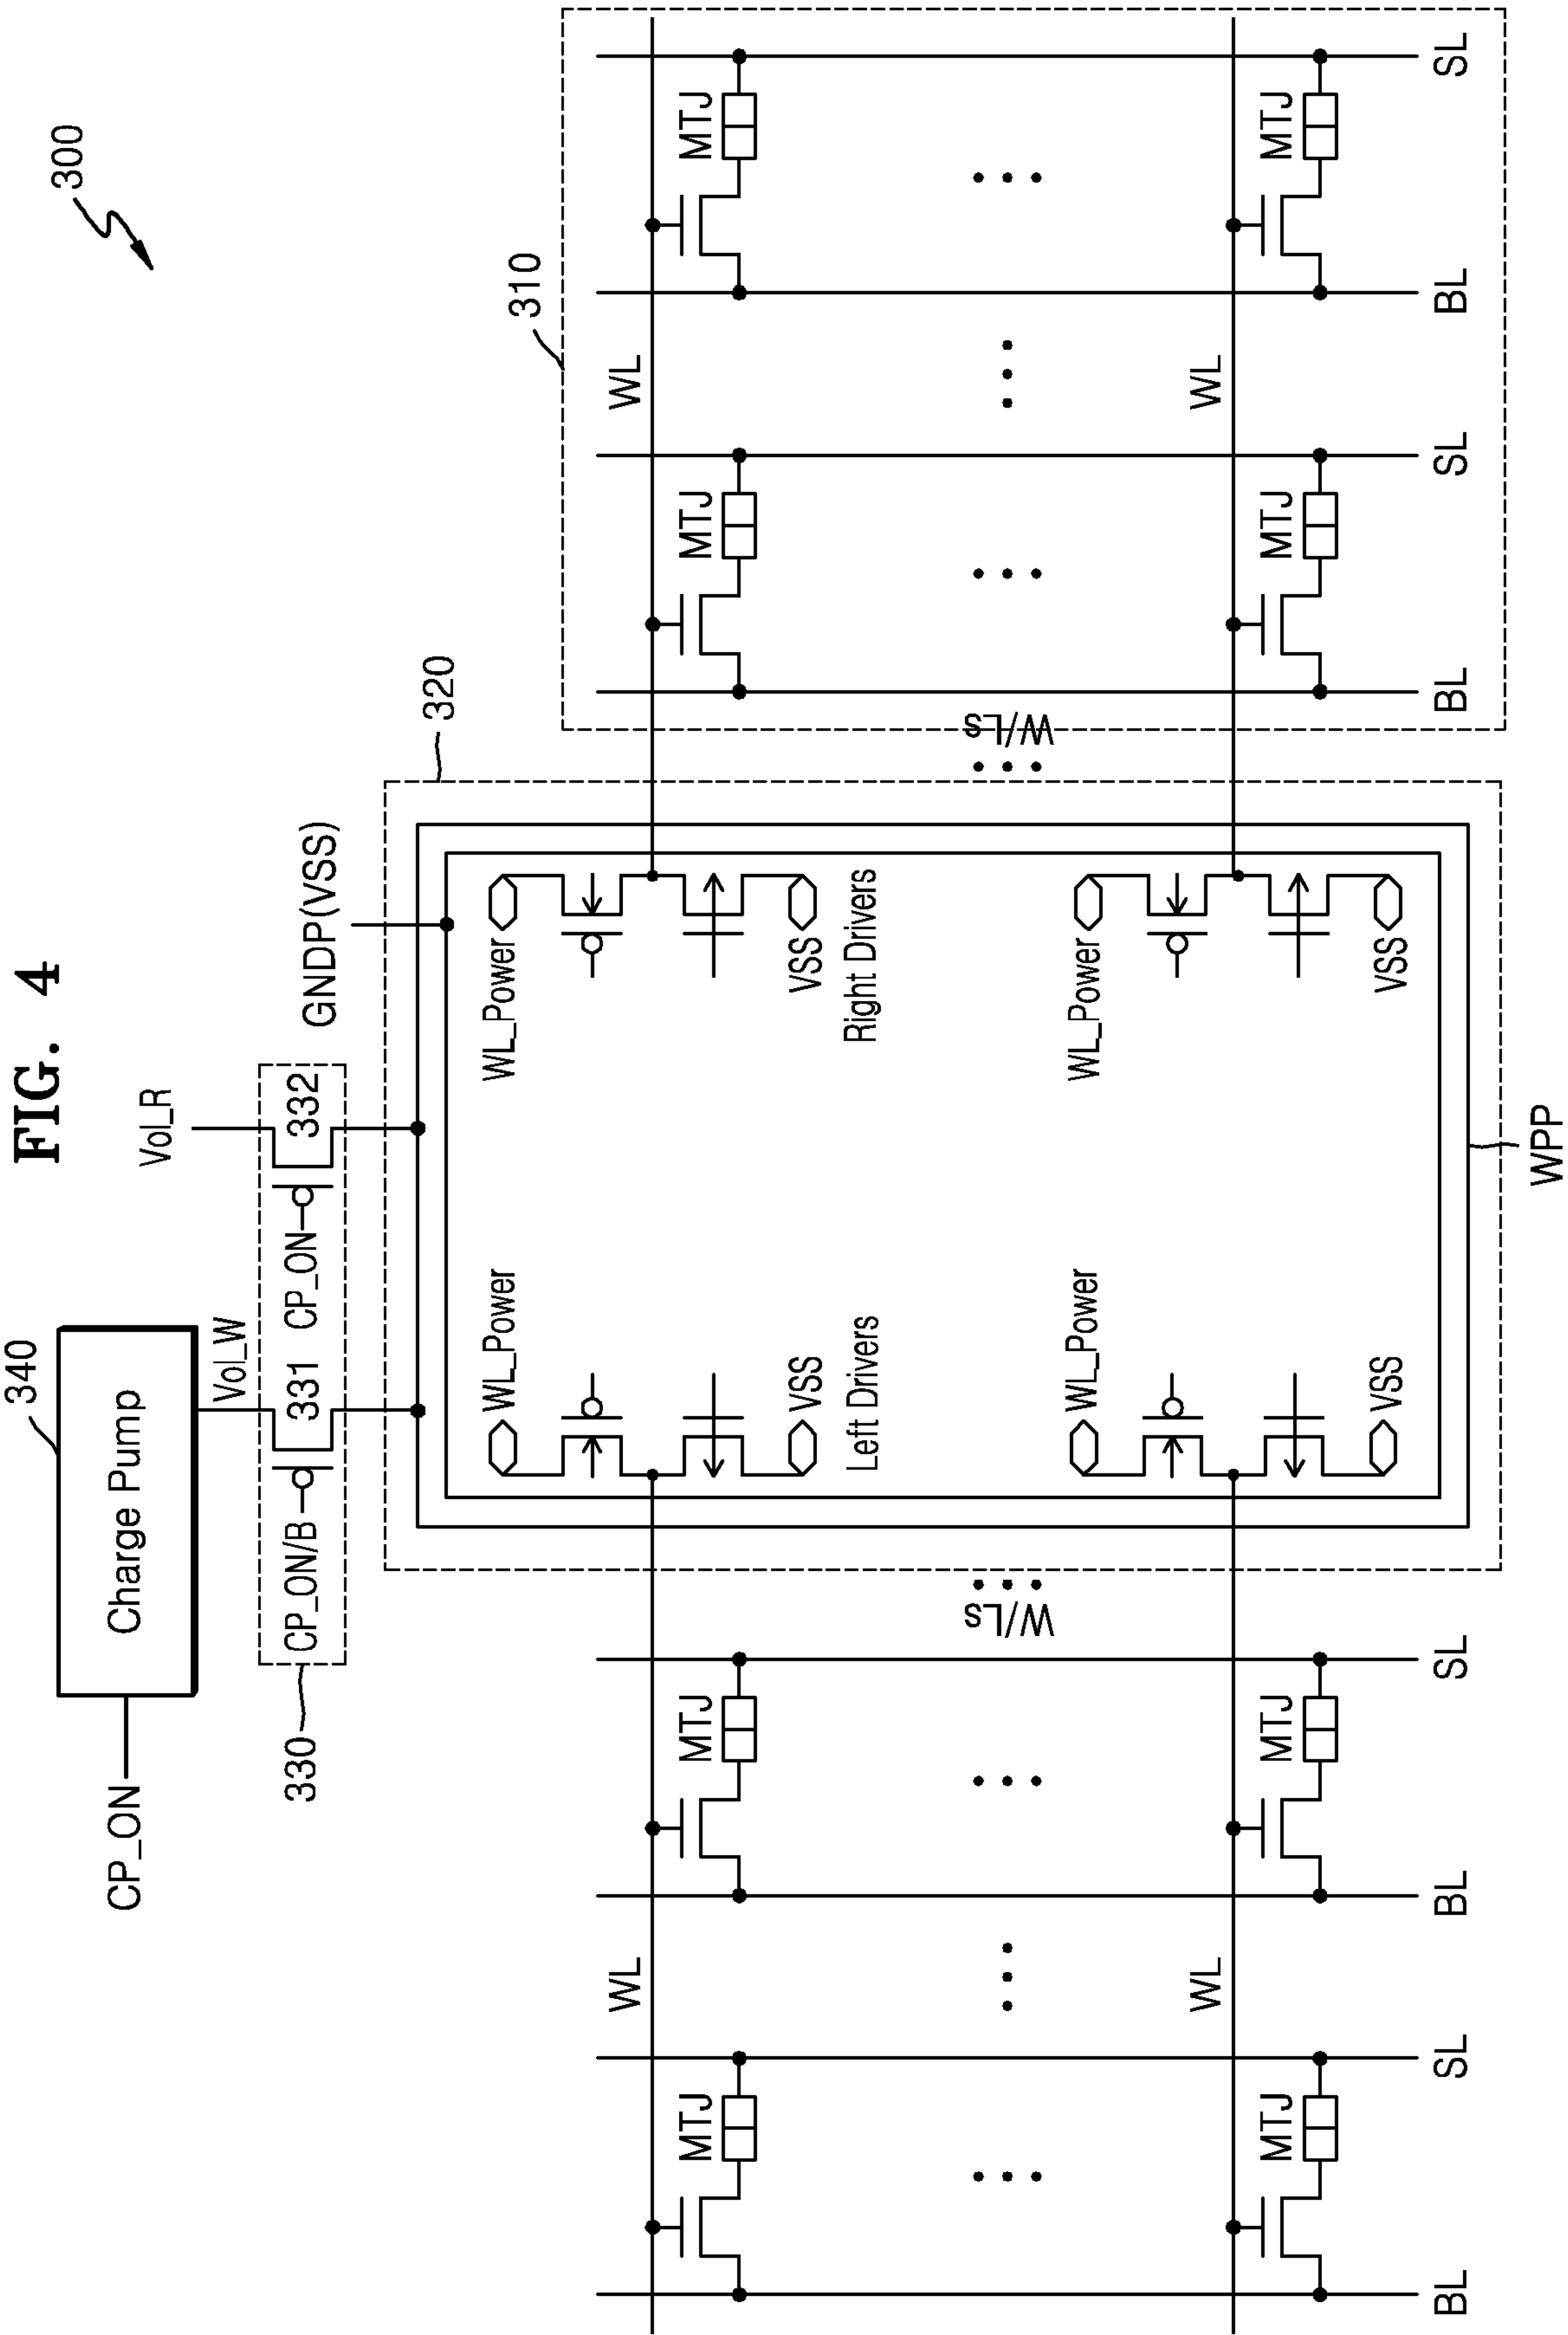 FIG. 4
300
340
Charge Pump
CP_ON
Vol_W
Vol_R
330
CP_ON/B
331
CP_ON
332
GNDP(VSS)
320
310
WL_Power
WL_Power
WL
MTJ
MTJ
WL
MTJ
MTJ
VSS
VSS
Left Drivers
Right Drivers
W/Ls
W/Ls
WL_Power
WL_Power
WL
MTJ
MTJ
WL
MTJ
MTJ
VSS
VSS
BL
SL
BL
SL
BL
SL
BL
SL
WPP